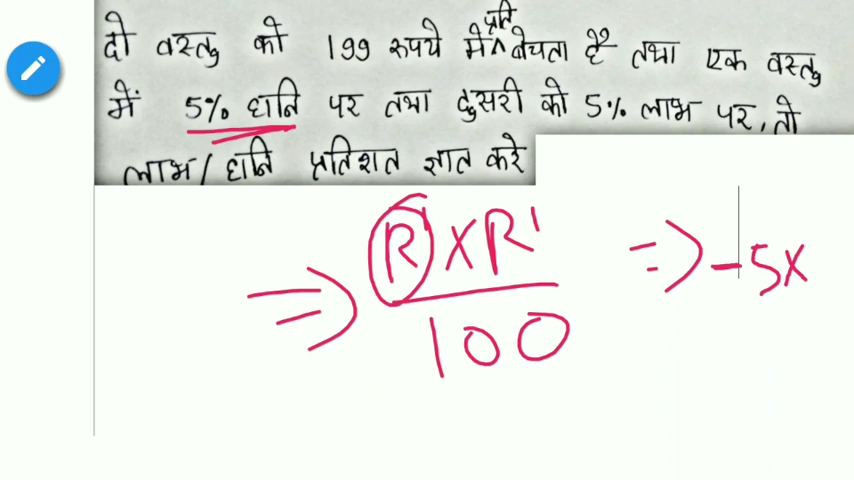 दो वस्तु को 199 रूपये में प्रति बेचता है तथा एक वस्तु
में 5% हानि पर तथा दुसरी को 5% लाभ पर, तो
लाभ/हानि प्रतिशत ज्ञात करे
⇒ R × R' / 100 ⇒ -5×